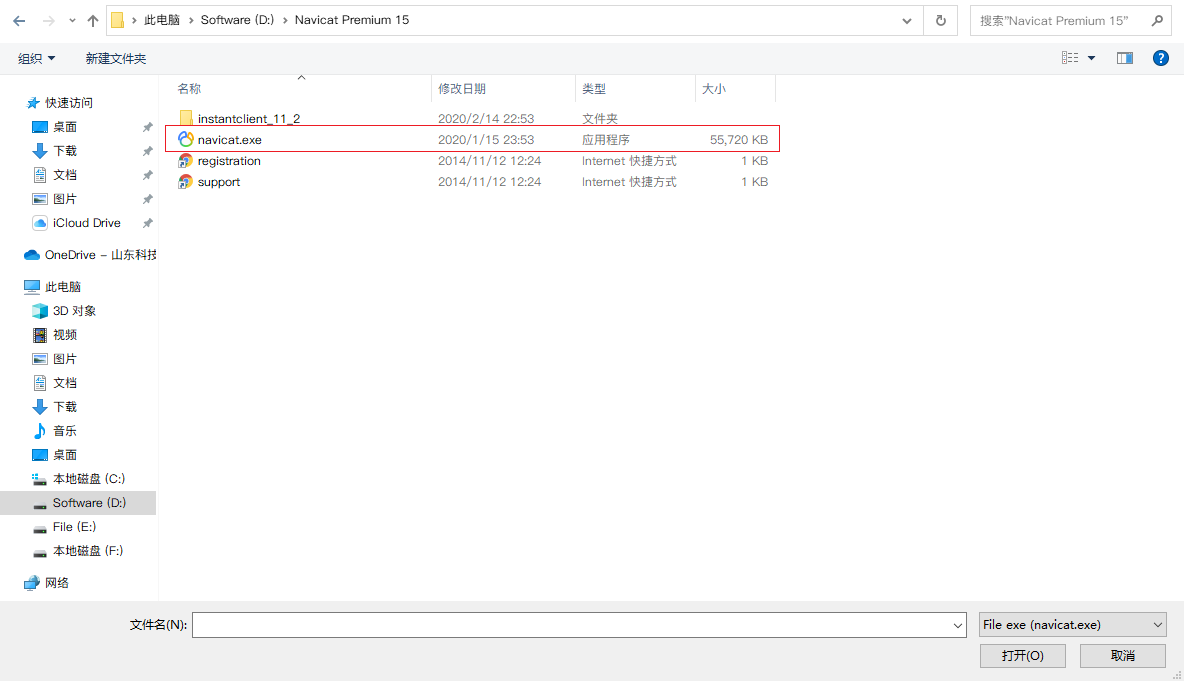 此电脑 › Software (D:) › Navicat Premium 15
搜索"Navicat Premium 15"
组织 新建文件夹
名称 修改日期 类型 大小
instantclient_11_2 2020/2/14 22:53 文件夹
navicat.exe 2020/1/15 23:53 应用程序 55,720 KB
registration 2014/11/12 12:24 Internet 快捷方式 1 KB
support 2014/11/12 12:24 Internet 快捷方式 1 KB
快速访问
桌面
下载
文档
图片
iCloud Drive
OneDrive – 山东科技
此电脑
3D 对象
视频
图片
文档
下载
音乐
桌面
本地磁盘 (C:)
Software (D:)
File (E:)
本地磁盘 (F:)
网络
文件名(N):
File exe (navicat.exe)
打开(O) 取消